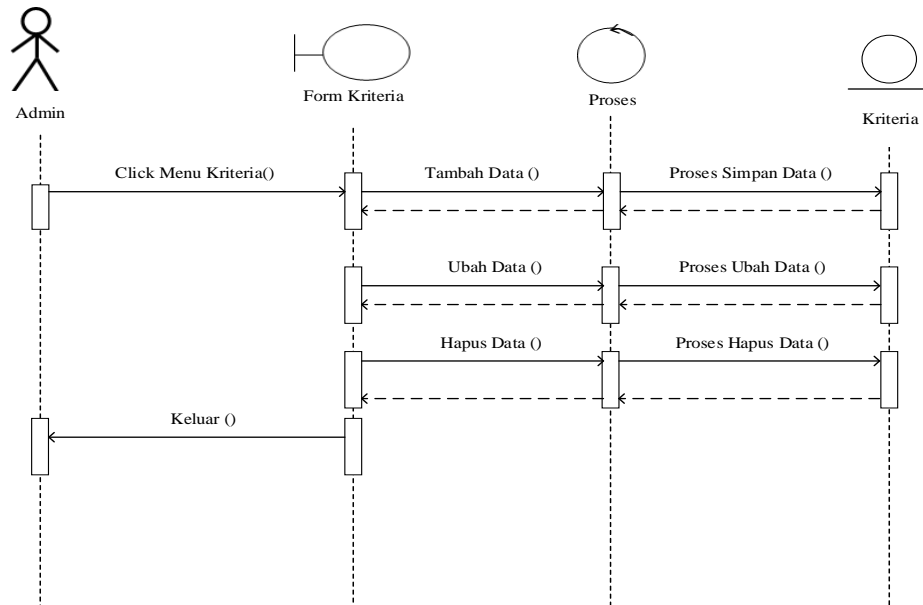 Admin
Form Kriteria
Proses
Kriteria
Click Menu Kriteria()
Tambah Data ()
Proses Simpan Data ()
Ubah Data ()
Proses Ubah Data ()
Hapus Data ()
Proses Hapus Data ()
Keluar ()